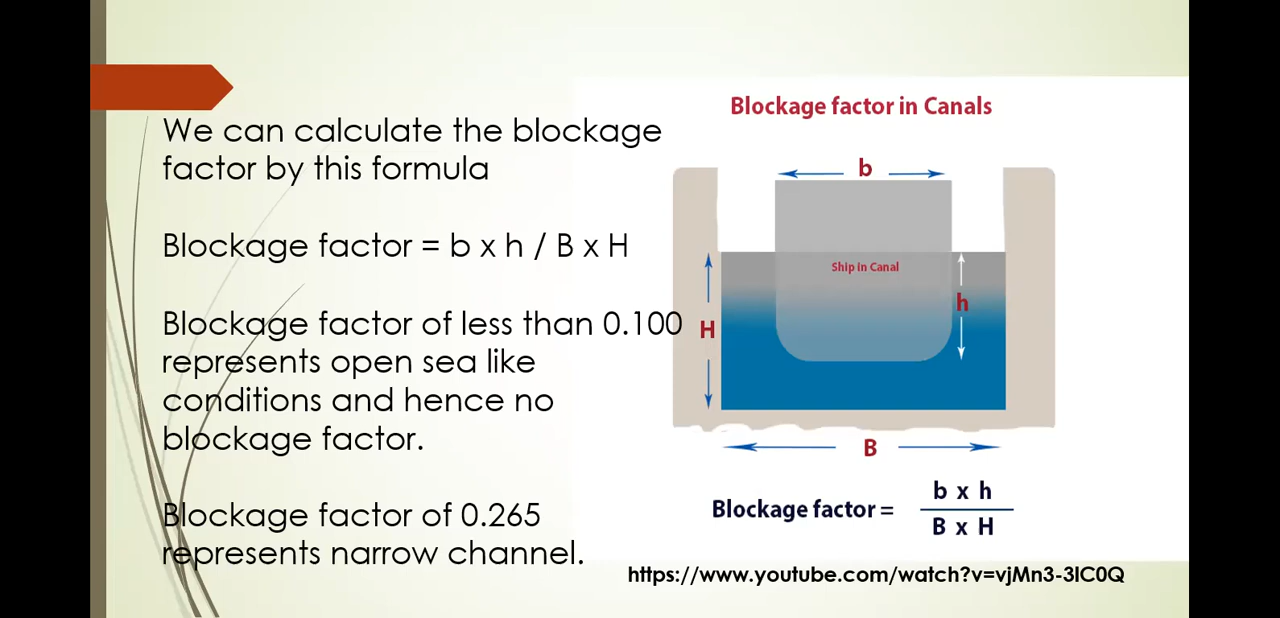 We can calculate the blockage
factor by this formula
Blockage factor = b x h / B x H
Blockage factor of less than 0.100
represents open sea like
conditions and hence no
blockage factor.
Blockage factor of 0.265
represents narrow channel.
Blockage factor in Canals
b
Ship in Canal
h
H
B
Blockage factor =
b x h
B x H
https://www.youtube.com/watch?v=vjMn3-3lC0Q